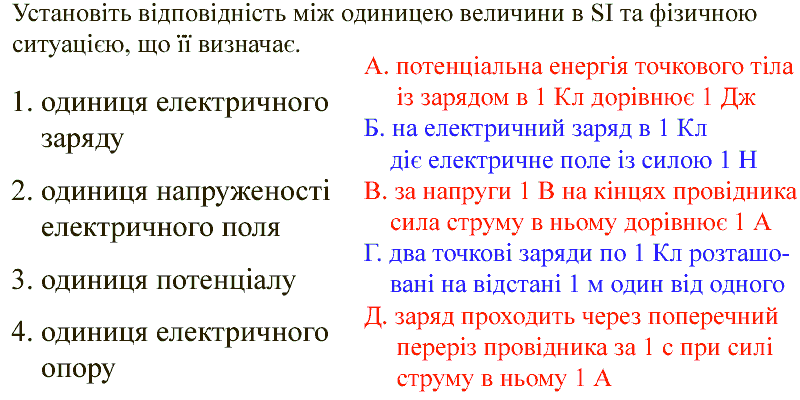 Установіть відповідність між одиницею величини в SI та фізичною
ситуацією, що її визначає.
1. одиниця електричного
заряду
2. одиниця напруженості
електричного поля
3. одиниця потенціалу
4. одиниця електричного
опору
А. потенціальна енергія точкового тіла
із зарядом в 1 Кл дорівнює 1 Дж
Б. на електричний заряд в 1 Кл
діє електричне поле із силою 1 Н
В. за напруги 1 В на кінцях провідника
сила струму в ньому дорівнює 1 А
Г. два точкові заряди по 1 Кл розташо-
вані на відстані 1 м один від одного
Д. заряд проходить через поперечний
переріз провідника за 1 с при силі
струму в ньому 1 А